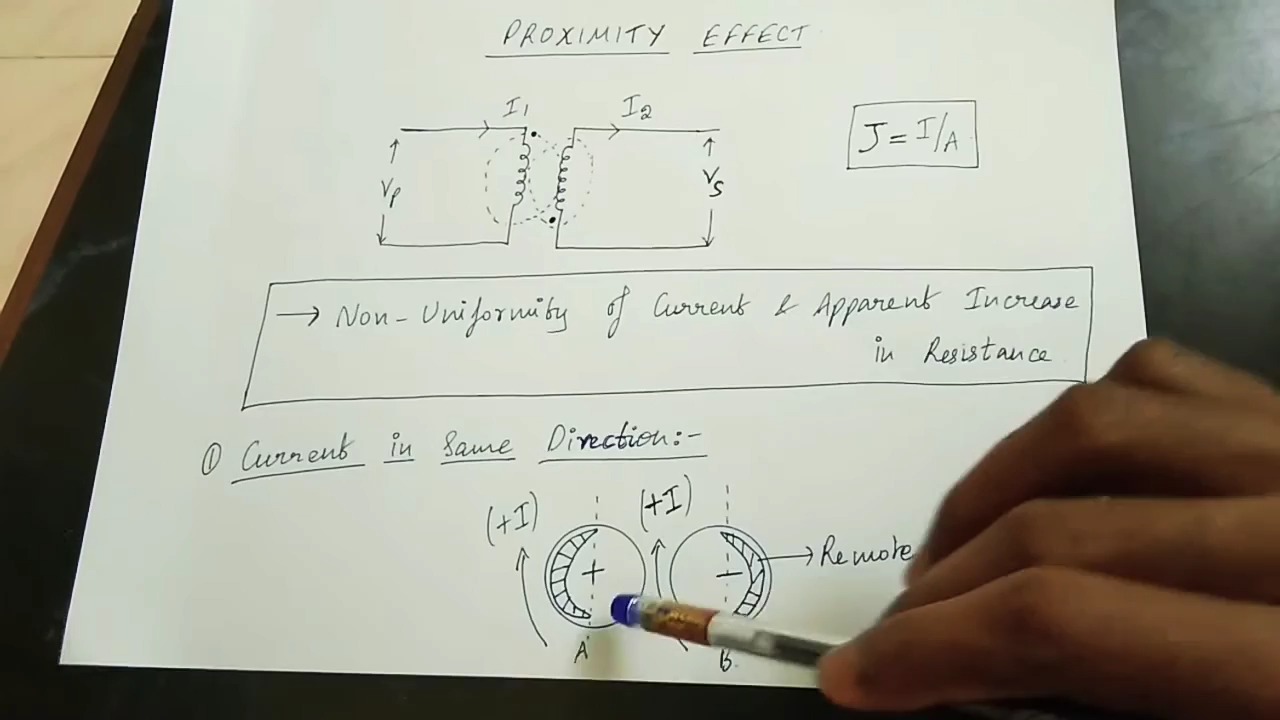 PROXIMITY EFFECT
I1 I2
J = I/A
Vp Vs
→ Non-Uniformity of Current & Apparent Increase
in Resistance
① Current in Same Direction:-
(+I) (+I)
+ → Remote
A B